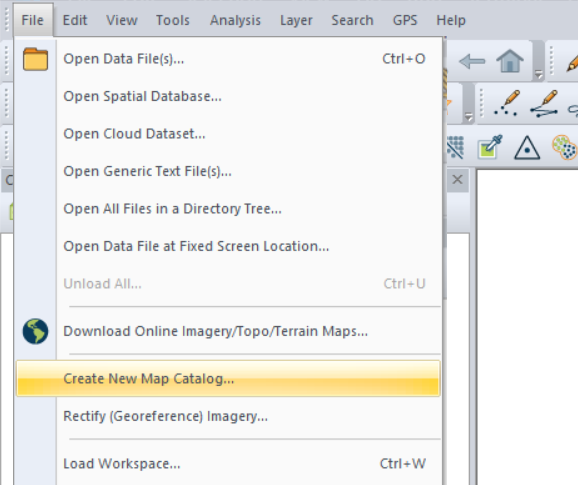 File Edit View Tools Analysis Layer Search GPS Help
Open Data File(s)... Ctrl+O
Open Spatial Database...
Open Cloud Dataset...
Open Generic Text File(s)...
Open All Files in a Directory Tree...
Open Data File at Fixed Screen Location...
Unload All... Ctrl+U
Download Online Imagery/Topo/Terrain Maps...
Create New Map Catalog...
Rectify (Georeference) Imagery...
Load Workspace... Ctrl+W